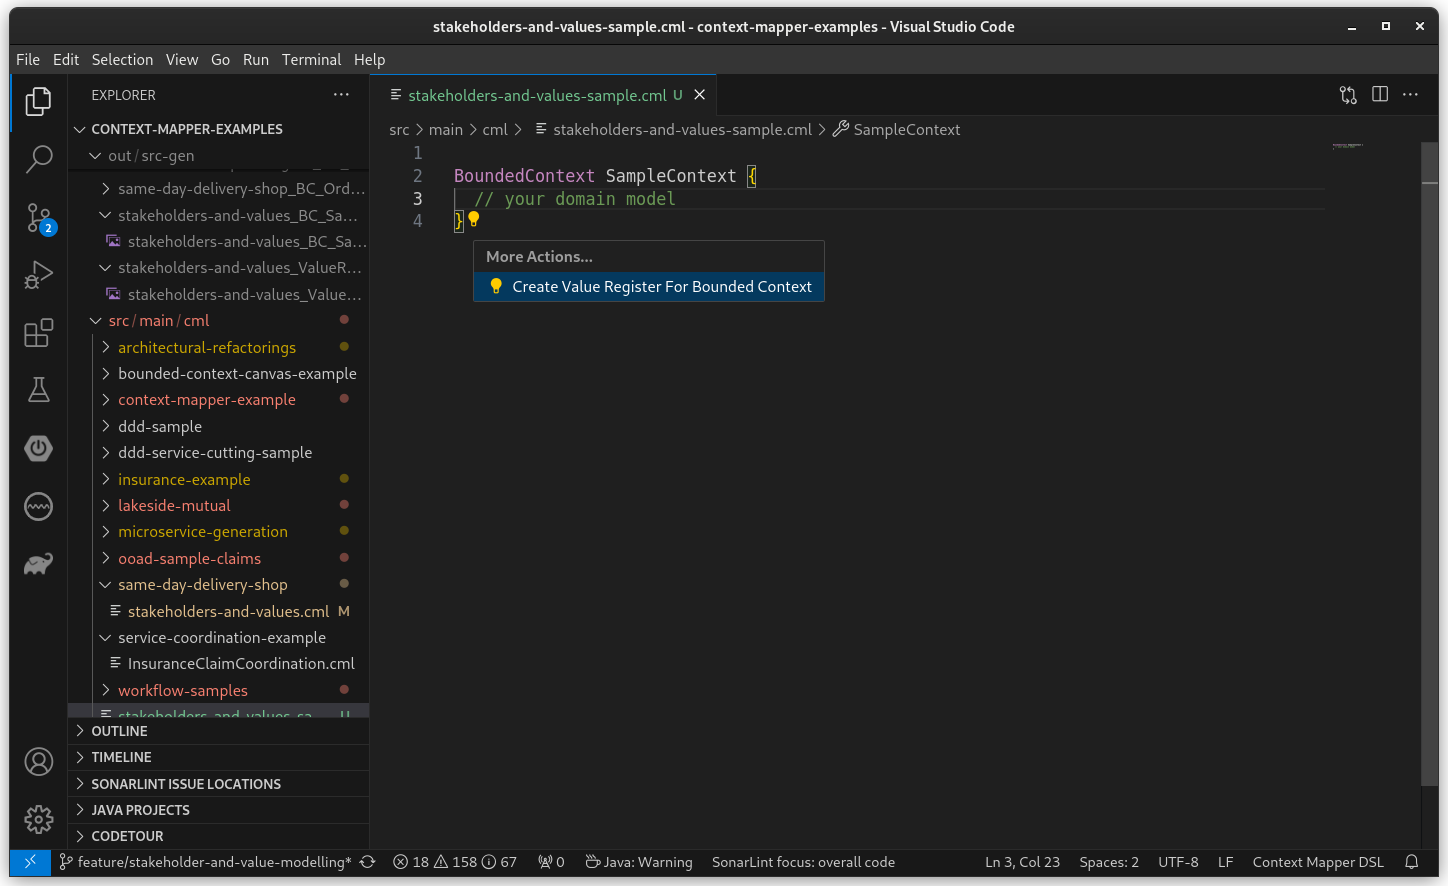 stakeholders-and-values-sample.cml - context-mapper-examples - Visual Studio Code
File Edit Selection View Go Run Terminal Help
EXPLORER
CONTEXT-MAPPER-EXAMPLES
out / src-gen
same-day-delivery-shop_BC_Ord...
stakeholders-and-values_BC_Sa...
stakeholders-and-values_BC_Sa...
stakeholders-and-values_ValueR...
stakeholders-and-values_Value...
src / main / cml
architectural-refactorings
bounded-context-canvas-example
context-mapper-example
ddd-sample
ddd-service-cutting-sample
insurance-example
lakeside-mutual
microservice-generation
ooad-sample-claims
same-day-delivery-shop
stakeholders-and-values.cml M
service-coordination-example
InsuranceClaimCoordination.cml
workflow-samples
stakeholders-and-values-sa... U
OUTLINE
TIMELINE
SONARLINT ISSUE LOCATIONS
JAVA PROJECTS
CODETOUR
2
stakeholders-and-values-sample.cml U
src > main > cml > stakeholders-and-values-sample.cml > SampleContext
1
2 BoundedContext SampleContext {
3 // your domain model
4 }
More Actions...
Create Value Register For Bounded Context
feature/stakeholder-and-value-modelling* 18 158 67 0 Java: Warning SonarLint focus: overall code Ln 3, Col 23 Spaces: 2 UTF-8 LF Context Mapper DSL